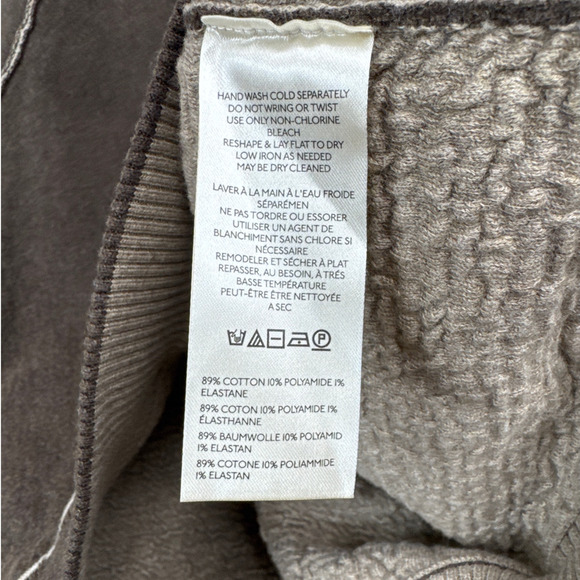 HAND WASH COLD SEPARATELY
DO NOT WRING OR TWIST
USE ONLY NON-CHLORINE
BLEACH
RESHAPE & LAY FLAT TO DRY
LOW IRON AS NEEDED
MAY BE DRY CLEANED
LAVER À LA MAIN À L'EAU FROIDE
SÉPARÉMEN
NE PAS TORDRE OU ESSORER
UTILISER UN AGENT DE
BLANCHIMENT SANS CHLORE SI
NÉCESSAIRE
REMODELER ET SÉCHER À PLAT
REPASSER, AU BESOIN, À TRÉS
BASSE TEMPÉRATURE
PEUT-ÊTRE ÊTRE NETTOYÉE
A SEC
P
89% COTTON 10% POLYAMIDE 1%
ELASTANE
89% COTON 10% POLYAMIDE 1%
ÉLASTHANNE
89% BAUMWOLLE 10% POLYAMID
1% ELASTAN
89% COTONE 10% POLIAMMIDE
1% ELASTAN